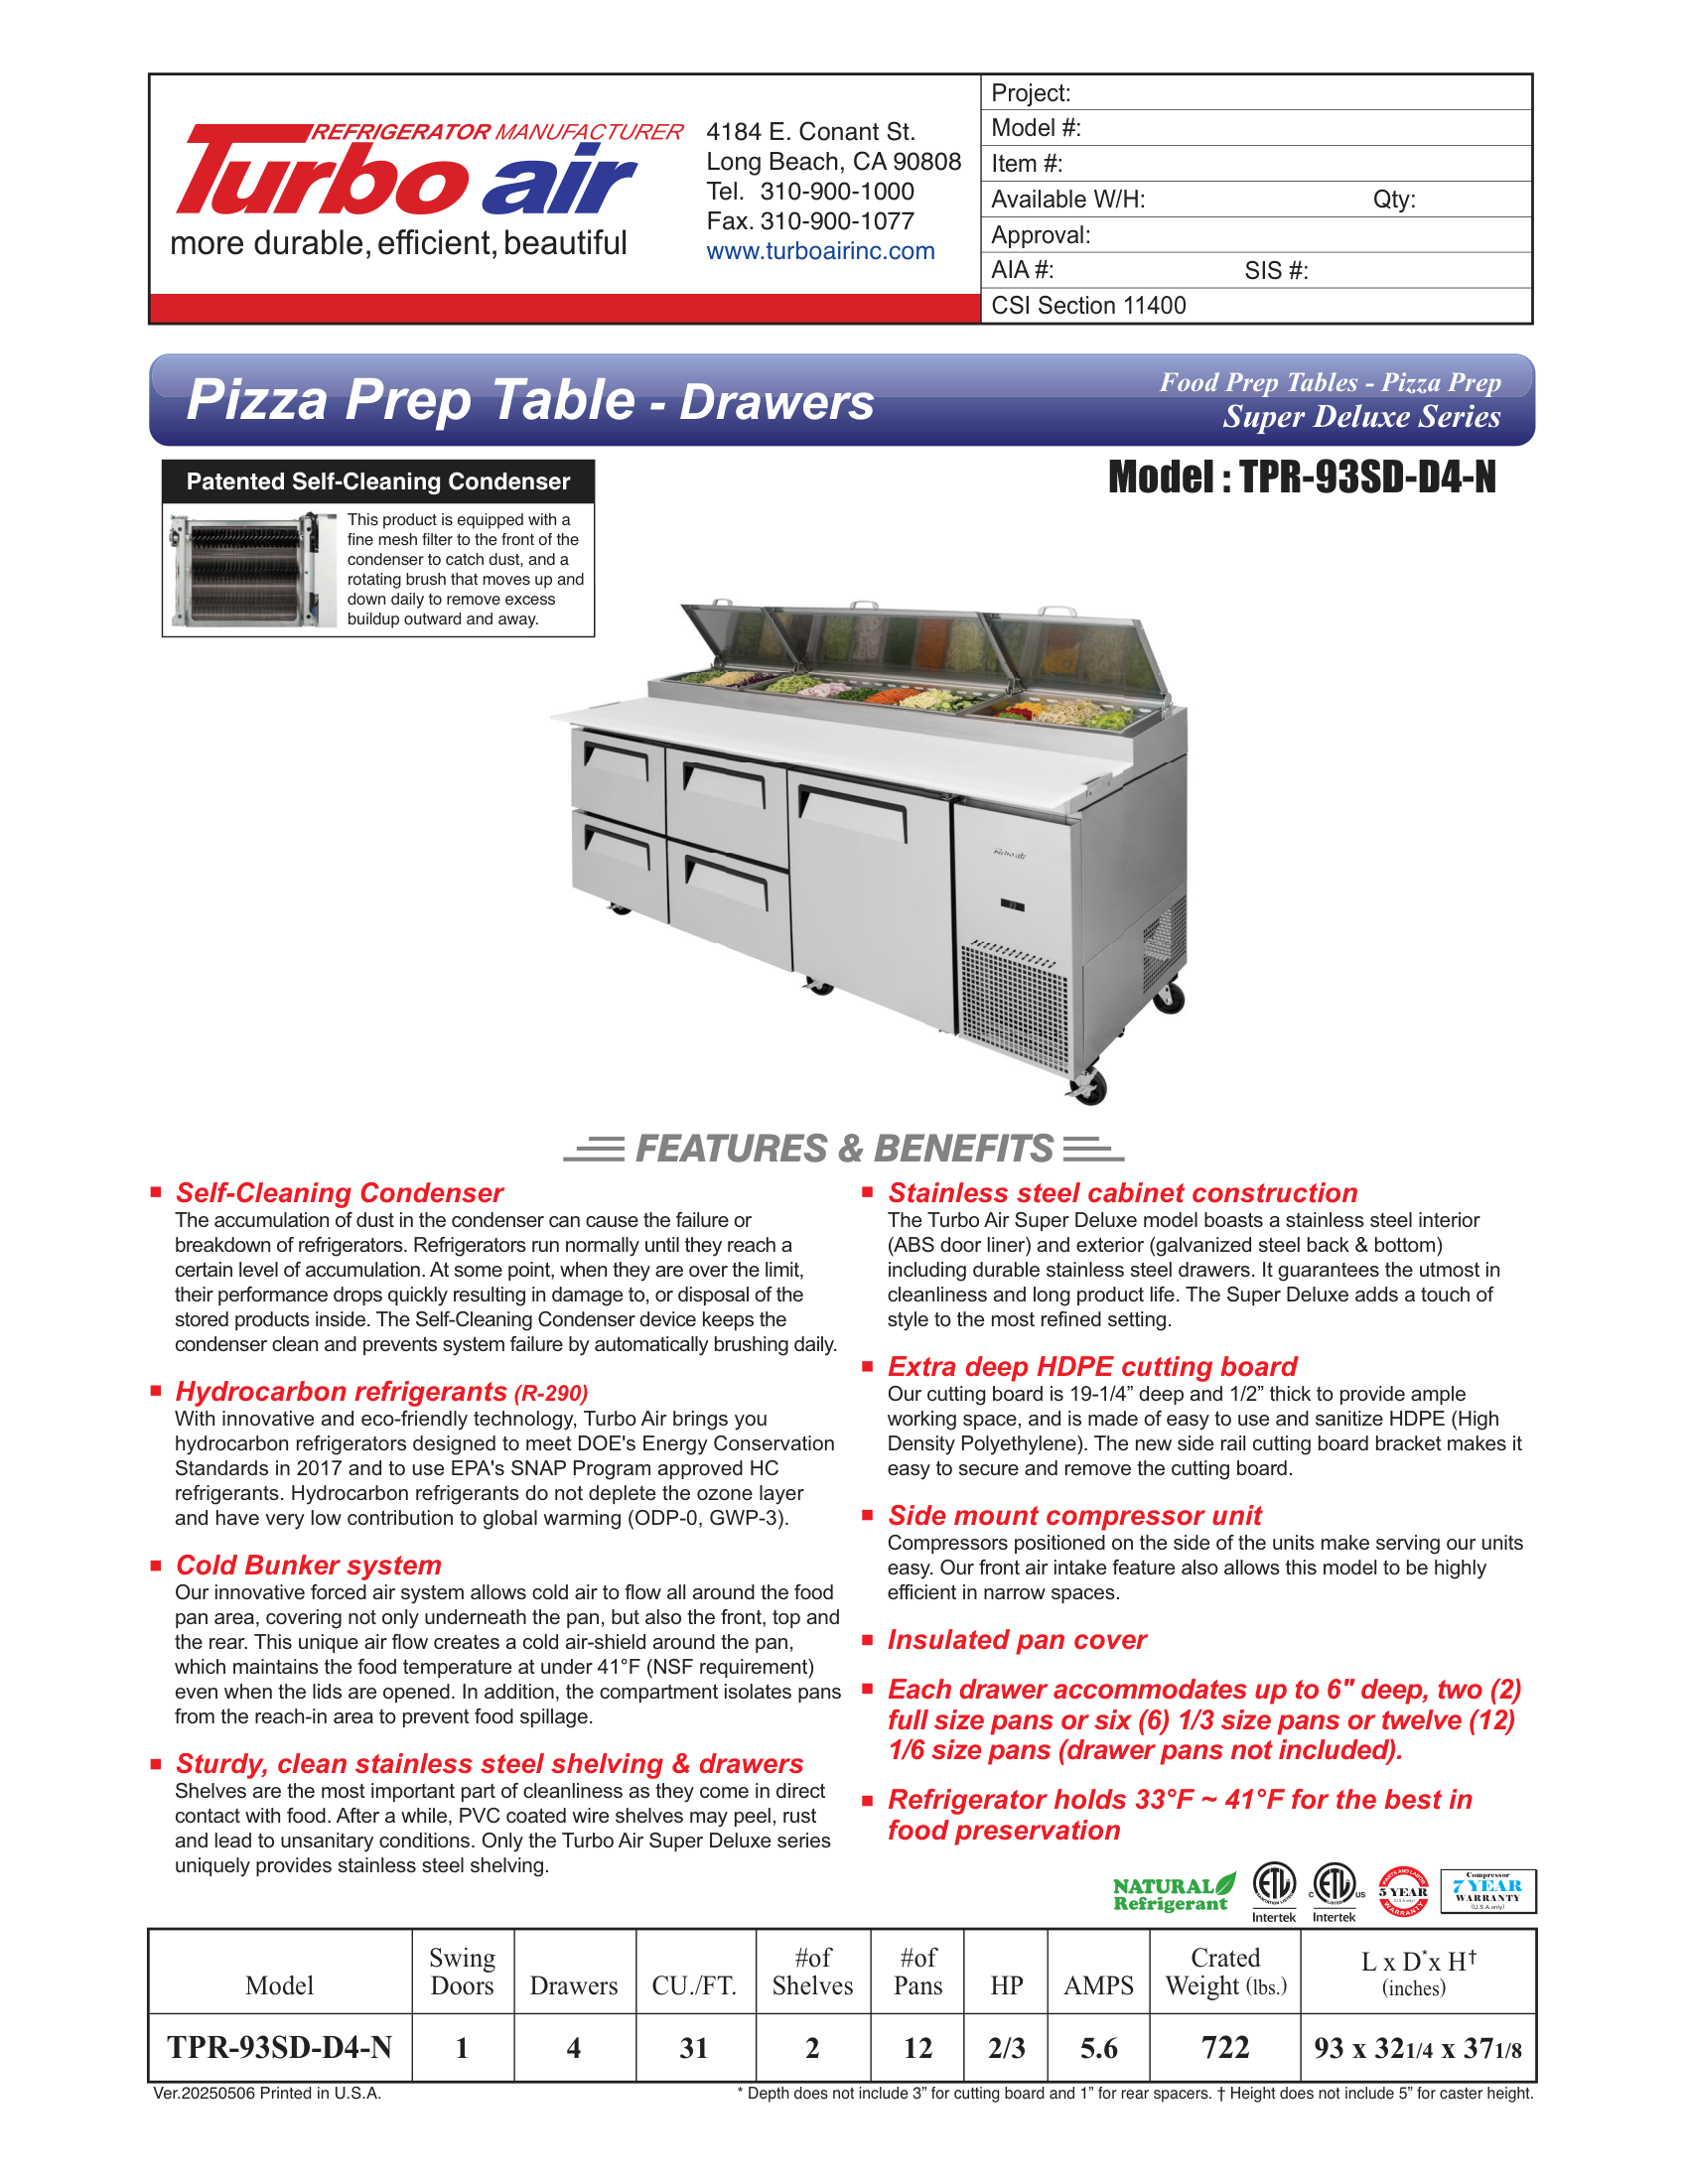 REFRIGERATOR MANUFACTURER
Turbo air
more durable, efficient, beautiful
4184 E. Conant St.
Long Beach, CA 90808
Tel. 310-900-1000
Fax. 310-900-1077
www.turboairinc.com
Project:
Model #:
Item #:
Available W/H: Qty:
Approval:
AIA #: SIS #:
CSI Section 11400
Pizza Prep Table - Drawers
Food Prep Tables - Pizza Prep
Super Deluxe Series
Model : TPR-93SD-D4-N
Patented Self-Cleaning Condenser
This product is equipped with a
fine mesh filter to the front of the
condenser to catch dust, and a
rotating brush that moves up and
down daily to remove excess
buildup outward and away.
Turbo air
FEATURES & BENEFITS
Self-Cleaning Condenser
The accumulation of dust in the condenser can cause the failure or
breakdown of refrigerators. Refrigerators run normally until they reach a
certain level of accumulation. At some point, when they are over the limit,
their performance drops quickly resulting in damage to, or disposal of the
stored products inside. The Self-Cleaning Condenser device keeps the
condenser clean and prevents system failure by automatically brushing daily.
Hydrocarbon refrigerants (R-290)
With innovative and eco-friendly technology, Turbo Air brings you
hydrocarbon refrigerators designed to meet DOE's Energy Conservation
Standards in 2017 and to use EPA's SNAP Program approved HC
refrigerants. Hydrocarbon refrigerants do not deplete the ozone layer
and have very low contribution to global warming (ODP-0, GWP-3).
Cold Bunker system
Our innovative forced air system allows cold air to flow all around the food
pan area, covering not only underneath the pan, but also the front, top and
the rear. This unique air flow creates a cold air-shield around the pan,
which maintains the food temperature at under 41°F (NSF requirement)
even when the lids are opened. In addition, the compartment isolates pans
from the reach-in area to prevent food spillage.
Sturdy, clean stainless steel shelving & drawers
Shelves are the most important part of cleanliness as they come in direct
contact with food. After a while, PVC coated wire shelves may peel, rust
and lead to unsanitary conditions. Only the Turbo Air Super Deluxe series
uniquely provides stainless steel shelving.
Stainless steel cabinet construction
The Turbo Air Super Deluxe model boasts a stainless steel interior
(ABS door liner) and exterior (galvanized steel back & bottom)
including durable stainless steel drawers. It guarantees the utmost in
cleanliness and long product life. The Super Deluxe adds a touch of
style to the most refined setting.
Extra deep HDPE cutting board
Our cutting board is 19-1/4” deep and 1/2” thick to provide ample
working space, and is made of easy to use and sanitize HDPE (High
Density Polyethylene). The new side rail cutting board bracket makes it
easy to secure and remove the cutting board.
Side mount compressor unit
Compressors positioned on the side of the units make serving our units
easy. Our front air intake feature also allows this model to be highly
efficient in narrow spaces.
Insulated pan cover
Each drawer accommodates up to 6" deep, two (2)
full size pans or six (6) 1/3 size pans or twelve (12)
1/6 size pans (drawer pans not included).
Refrigerator holds 33°F ~ 41°F for the best in
food preservation
NATURAL
Refrigerant
ETL
SANITATION LISTED
Intertek
C ETL US
LISTED
Intertek
PARTS AND LABOR
5 YEAR
(U.S.A only)
WARRANTY
Compressor
7 YEAR
WARRANTY
(U.S.A only)
Model Swing Doors Drawers CU./FT. #of Shelves #of Pans HP AMPS Crated Weight (lbs.) L x D* x H† (inches)
TPR-93SD-D4-N 1 4 31 2 12 2/3 5.6 722 93 x 32 1/4 x 37 1/8
Ver.20250506 Printed in U.S.A.
* Depth does not include 3” for cutting board and 1” for rear spacers. † Height does not include 5” for caster height.